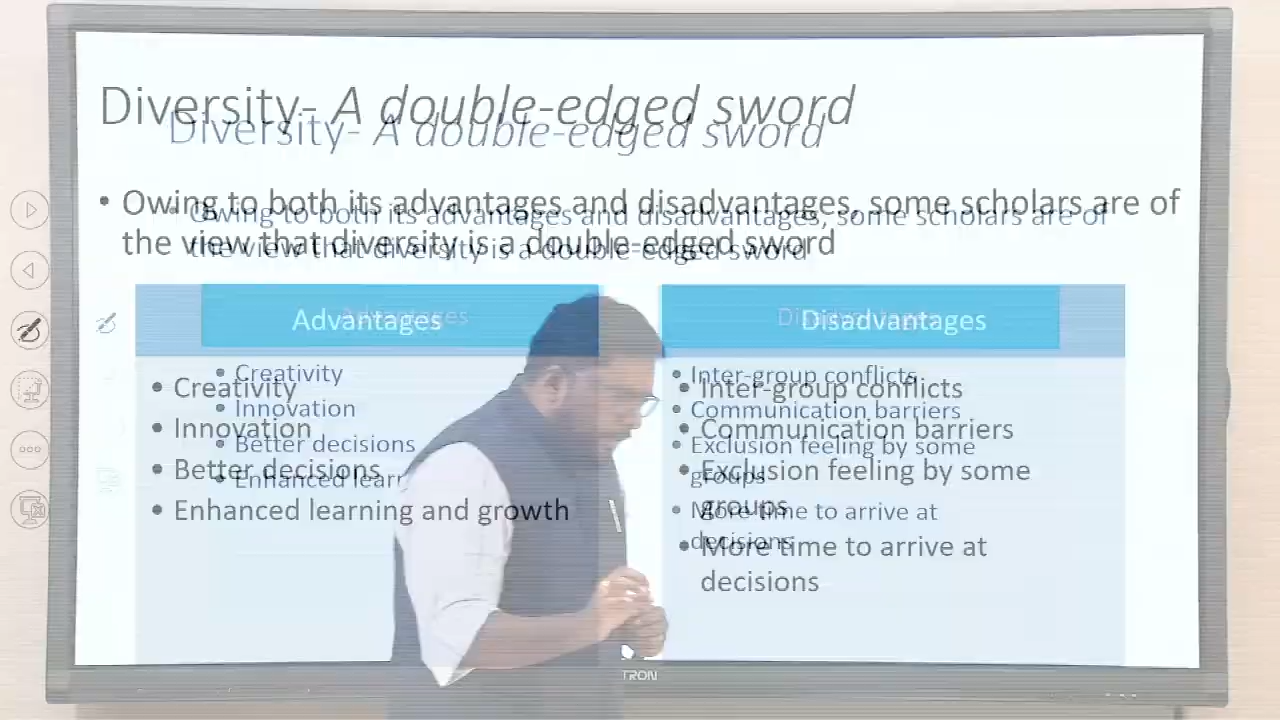 Diversity- A double-edged sword
• Owing to both its advantages and disadvantages, some scholars are of
the view that diversity is a double-edged sword
Advantages
• Creativity
• Innovation
• Better decisions
• Enhanced learning and growth
Disadvantages
• Inter-group conflicts
• Communication barriers
• Exclusion feeling by some
groups
• More time to arrive at
decisions
Diversity- A double-edged sword
• Owing to both its advantages and disadvantages, some scholars are of
the view that diversity is a double-edged sword
Advantages
• Creativity
• Innovation
• Better decisions
• Enhanced
Disadvantages
• Inter-group conflicts
• Communication barriers
• Exclusion feeling by some
groups
• More time to arrive at
decisions
TRON